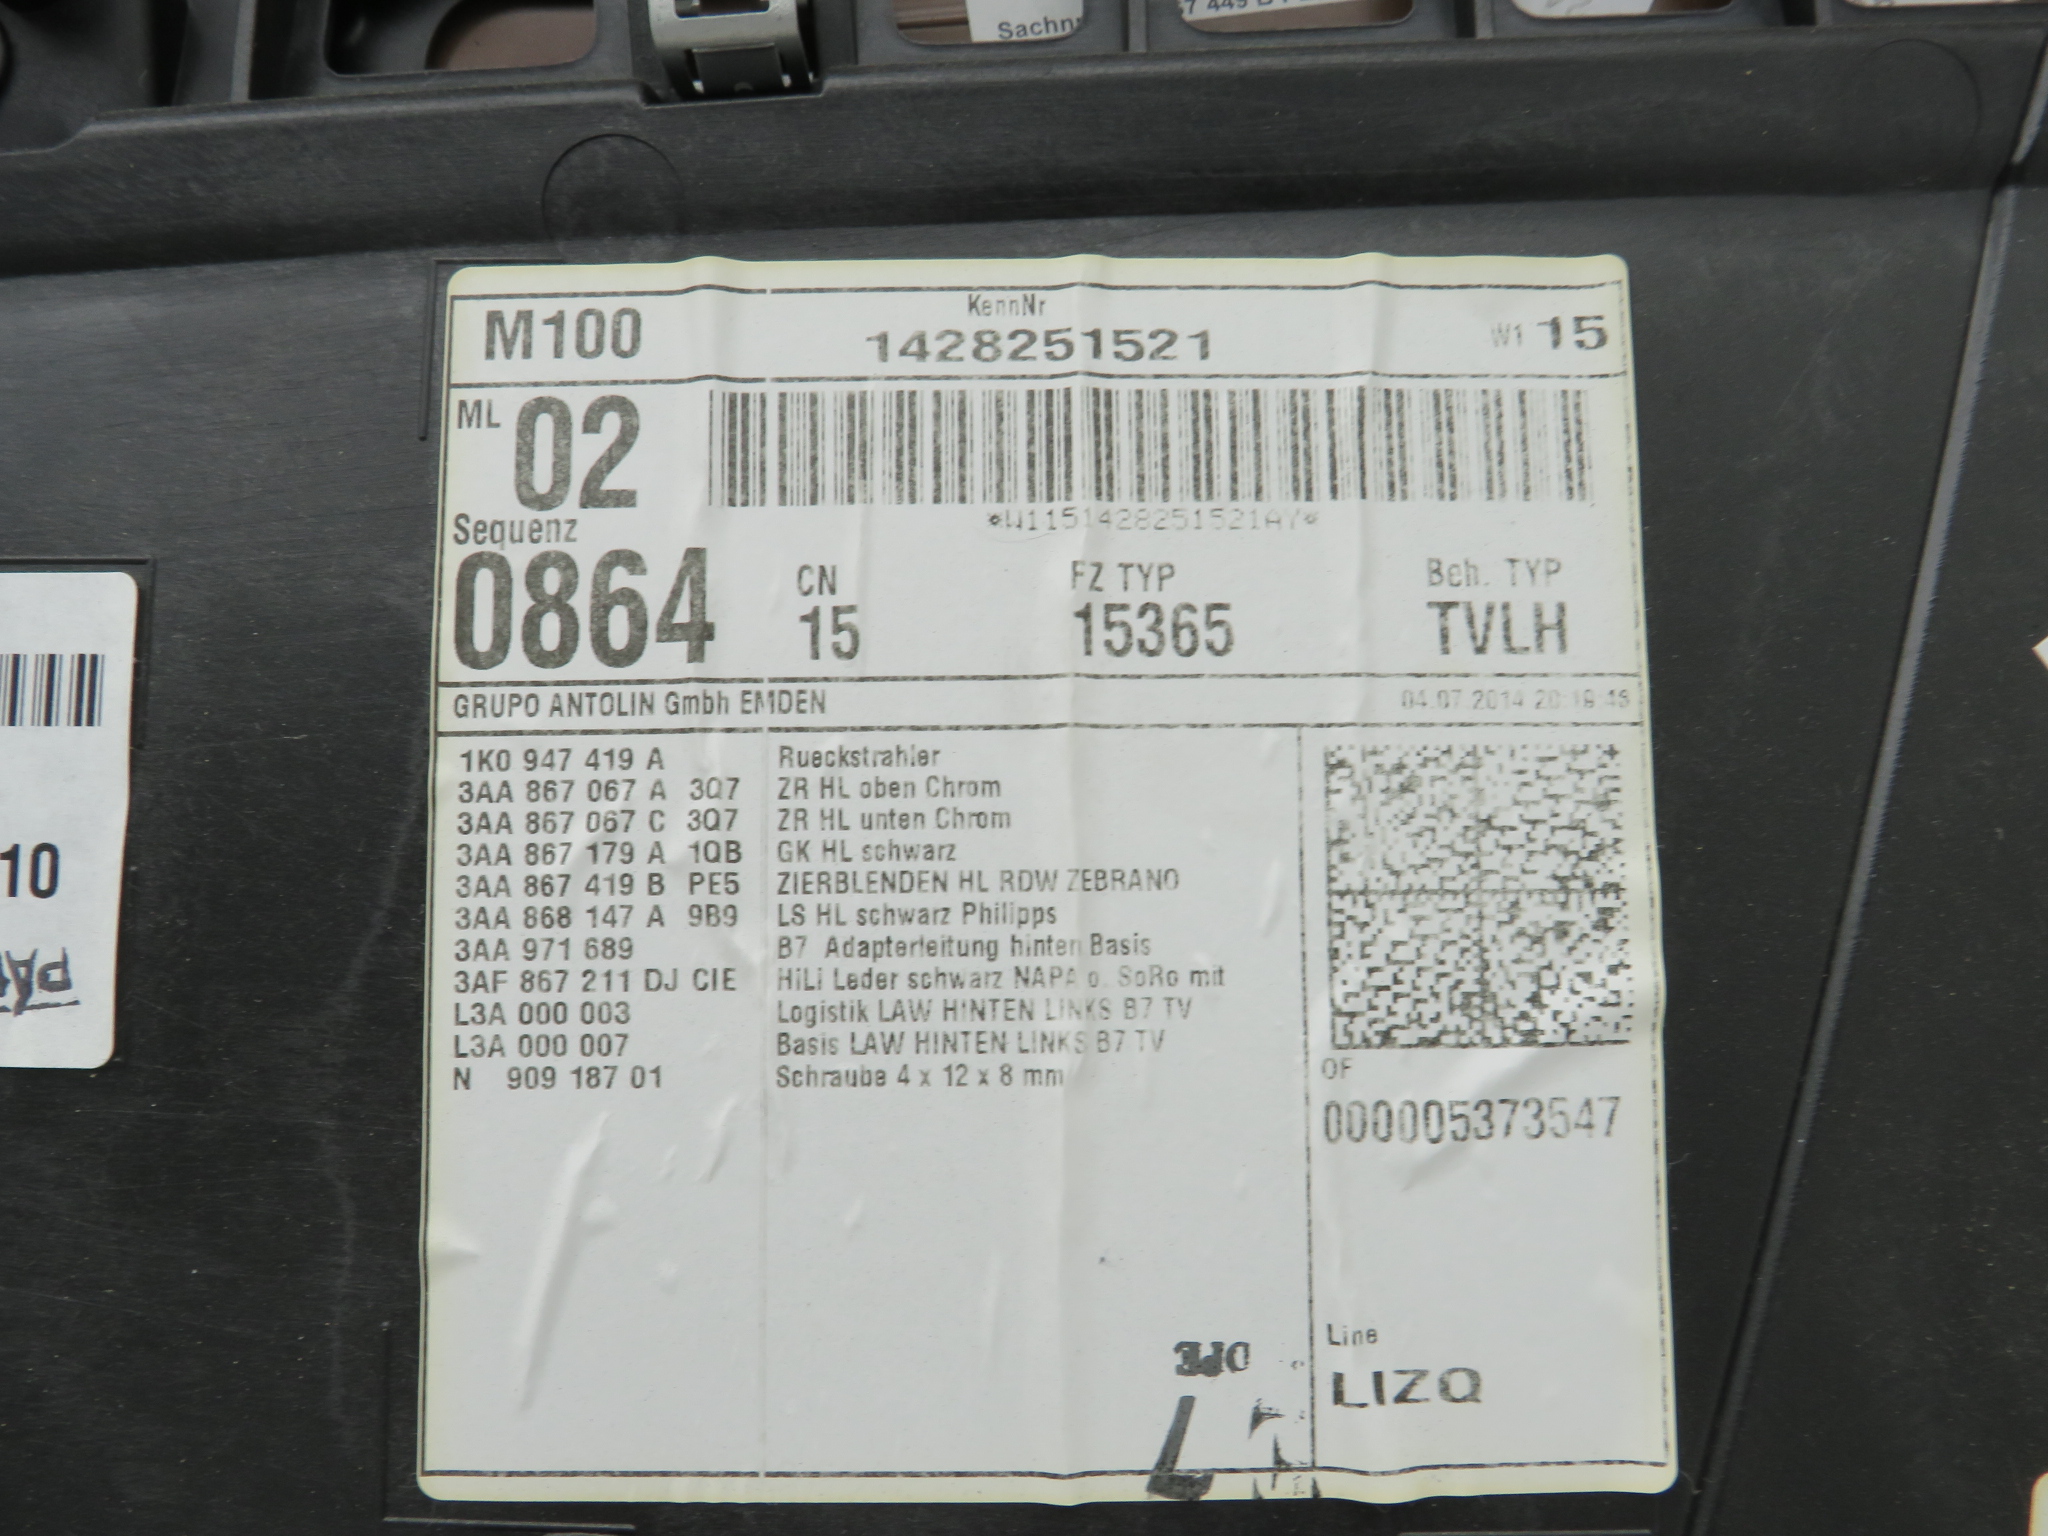 Sachn
10
M100
KennNr
1428251521
W1 15
ML 02
*W1151428251521AY*
Sequenz
0864
CN
15
FZ TYP
15365
Beh. TYP
TVLH
GRUPO ANTOLIN Gmbh EMDEN
04.07.2014 20:19:48
1K0 947 419 A Rueckstrahler
3AA 867 067 A 3Q7 ZR HL oben Chrom
3AA 867 067 C 3Q7 ZR HL unten Chrom
3AA 867 179 A 1QB GK HL schwarz
3AA 867 419 B PE5 ZIERBLENDEN HL RDW ZEBRANO
3AA 868 147 A 9B9 LS HL schwarz Philipps
3AA 971 689 B7 Adapterleitung hinten Basis
3AF 867 211 DJ CIE HiLi Leder schwarz NAPA o. SoRo mit
L3A 000 003 Logistik LAW HINTEN LINKS B7 TV
L3A 000 007 Basis LAW HINTEN LINKS B7 TV
N 909 187 01 Schraube 4 x 12 x 8 mm
OF
000005373547
Line
LIZQ